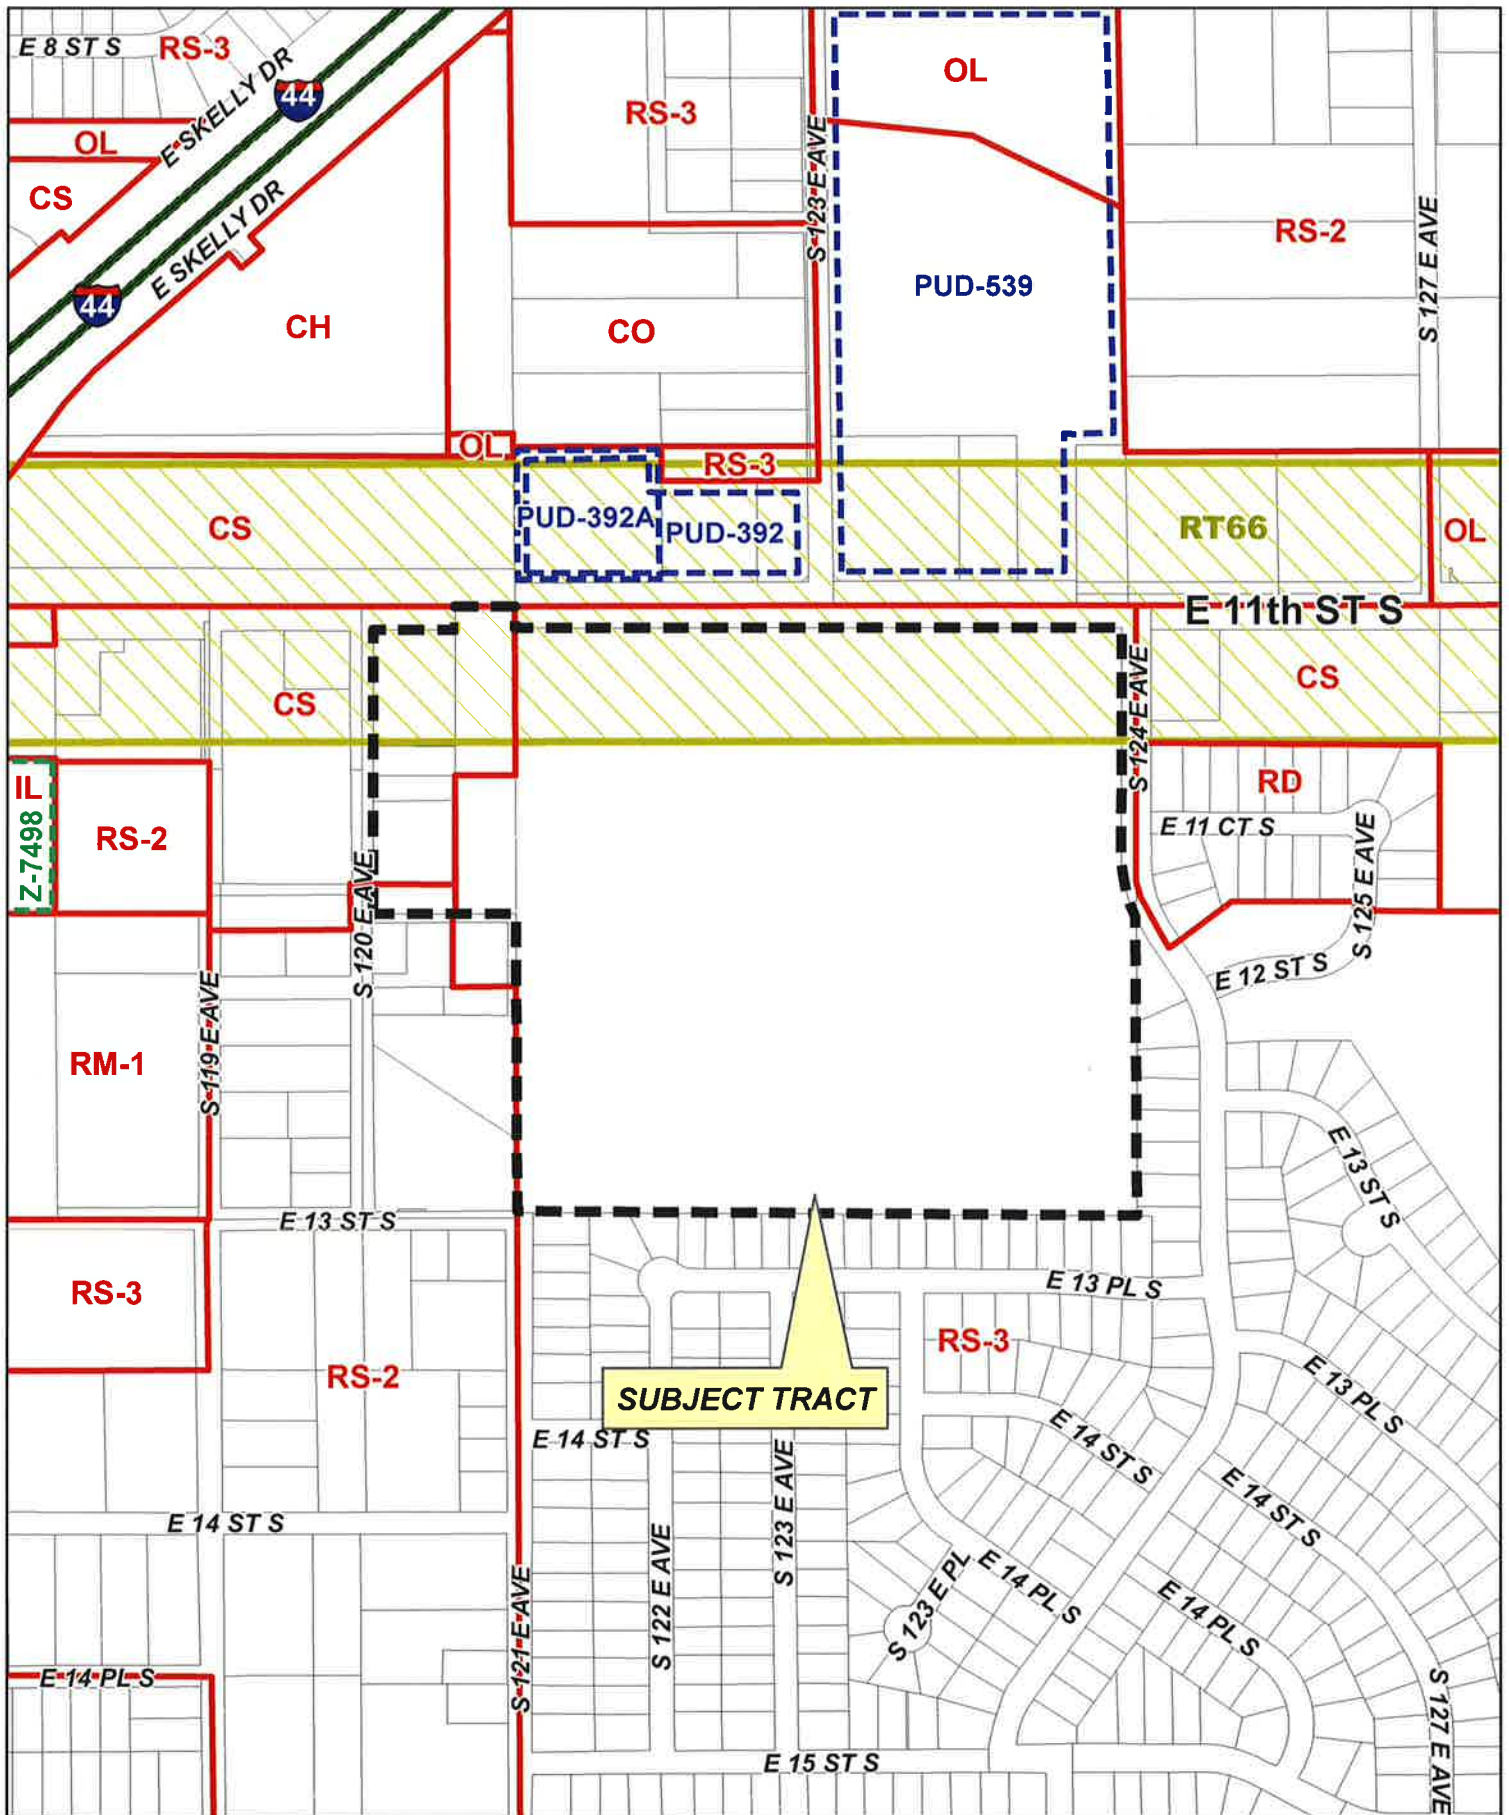 E 8 ST S
RS-3
E SKELLY DR
44
OL
CS
E SKELLY DR
44
CH
RS-3
S 123 E AVE
OL
PUD-539
RS-2
S 127 E AVE
CO
OL
RS-3
CS
PUD-392A
PUD-392
RT66
OL
E 11th ST S
CS
S 124 E AVE
CS
IL
Z-7498
RS-2
S 120 E AVE
RD
E 11 CT S
S 125 E AVE
E 12 ST S
RM-1
S 119 E AVE
E 13 ST S
E 13 ST S
RS-3
E 13 PL S
RS-3
RS-2
SUBJECT TRACT
E 13 PL S
E 14 ST S
E 14 ST S
E 14 ST S
E 14 ST S
S 121 E AVE
S 122 E AVE
S 123 E AVE
S 123 E PL
E 14 PL S
E 14 PL S
E 14 PL S
S 127 E AVE
E 15 ST S